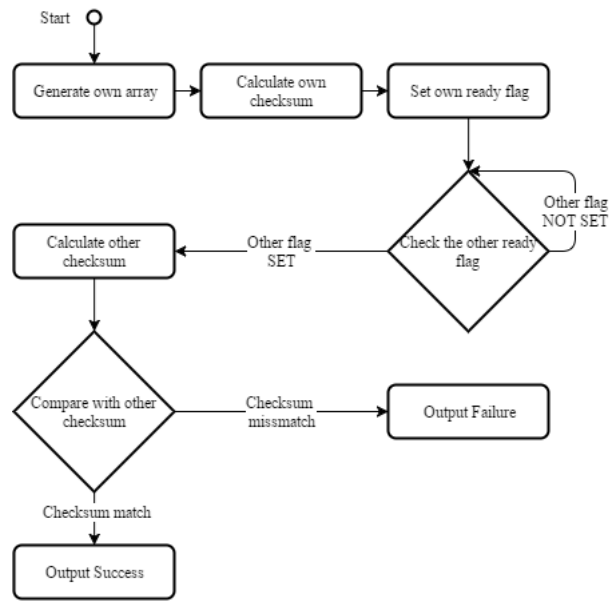 Start
Generate own array
Calculate own
checksum
Set own ready flag
Other flag
NOT SET
Check the other ready
flag
Other flag
SET
Calculate other
checksum
Compare with other
checksum
Checksum
missmatch
Output Failure
Checksum match
Output Success